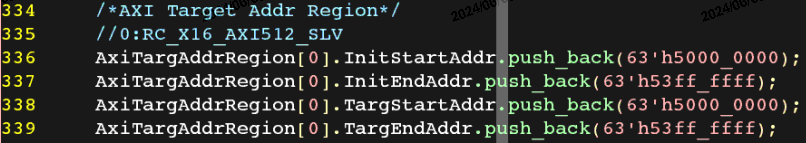 334 /*AXI Target Addr Region*/
335 //0:RC_X16_AXI512_SLV
336 AxiTargAddrRegion[0].InitStartAddr.push_back(63'h5000_0000);
337 AxiTargAddrRegion[0].InitEndAddr.push_back(63'h53ff_ffff);
338 AxiTargAddrRegion[0].TargStartAddr.push_back(63'h5000_0000);
339 AxiTargAddrRegion[0].TargEndAddr.push_back(63'h53ff_ffff);